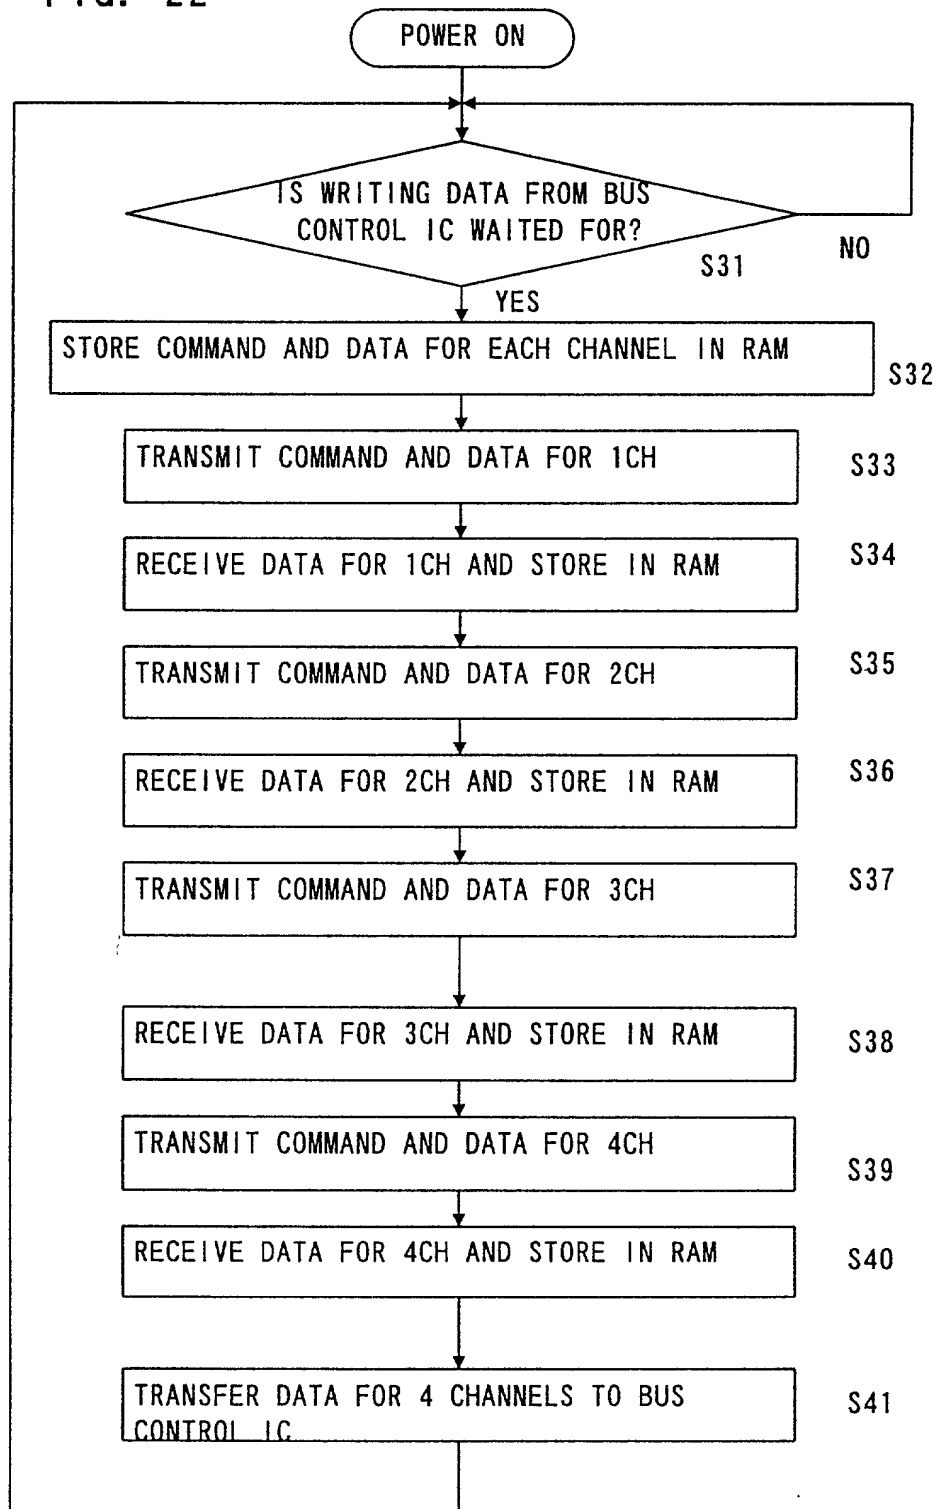 FIG. 22
POWER ON
IS WRITING DATA FROM BUS
CONTROL IC WAITED FOR?
S31
NO
YES
STORE COMMAND AND DATA FOR EACH CHANNEL IN RAM
S32
TRANSMIT COMMAND AND DATA FOR 1CH
S33
RECEIVE DATA FOR 1CH AND STORE IN RAM
S34
TRANSMIT COMMAND AND DATA FOR 2CH
S35
RECEIVE DATA FOR 2CH AND STORE IN RAM
S36
TRANSMIT COMMAND AND DATA FOR 3CH
S37
RECEIVE DATA FOR 3CH AND STORE IN RAM
S38
TRANSMIT COMMAND AND DATA FOR 4CH
S39
RECEIVE DATA FOR 4CH AND STORE IN RAM
S40
TRANSFER DATA FOR 4 CHANNELS TO BUS
CONTROL IC
S41